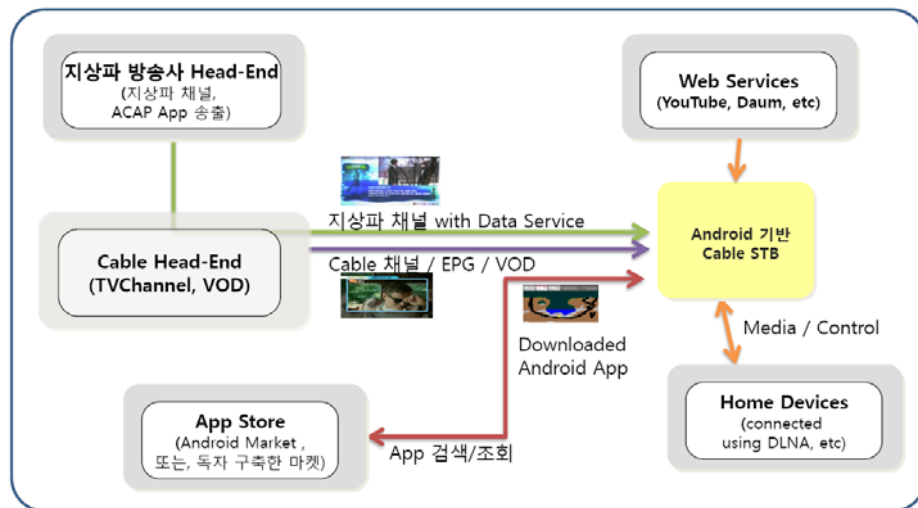 지상파 방송사 Head-End
(지상파 채널,
ACAP App 송출)
Web Services
(YouTube, Daum, etc)
지상파 채널 with Data Service
Cable Head-End
(TVChannel, VOD)
Cable 채널 / EPG / VOD
Android 기반
Cable STB
Downloaded
Android App
Media / Control
App Store
(Android Market ,
또는, 독자 구축한 마켓)
App 검색/조회
Home Devices
(connected
using DLNA, etc)